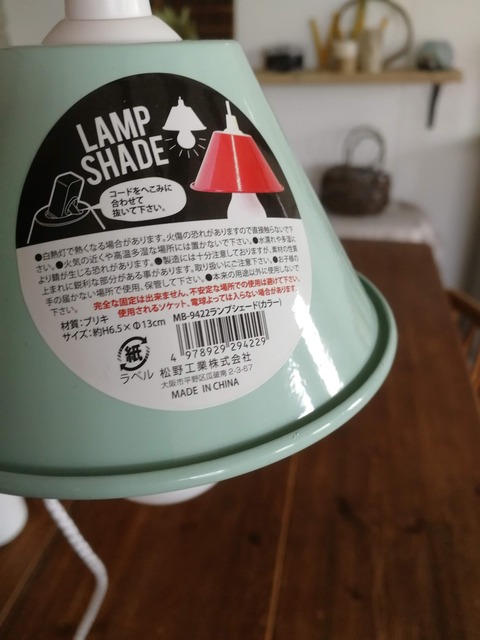 LAMP
SHADE
コードをへこみに
合わせて
抜いて下さい。
●白熱灯で熱くなる場合があります。火傷の恐れがありますので直接触らないで下
さい。●火気の近くや高温多湿な場所には置かないで下さい。●水濡れや多湿に
より錆が生じる恐れがあります。●製造には十分注意しておりますが、素材の性質
上まれに鋭利な部分がある事があります。取り扱いにご注意下さい。●お子様の
手の届かない場所で使用、保管して下さい。●本来の用途以外に使用しないで
下さい。
完全な固定は出来ません。不安定な場所での使用は避けて下さい。
使用されるソケット、電球よっては入らない場合があります。
材質：ブリキ
サイズ：約H6.5×Φ13cm
MB-9422ランプシェード(カラー)
紙
ラベル
4 978929 294229
松野工業株式会社
大阪市平野区瓜破南 2-3-67
MADE IN CHINA